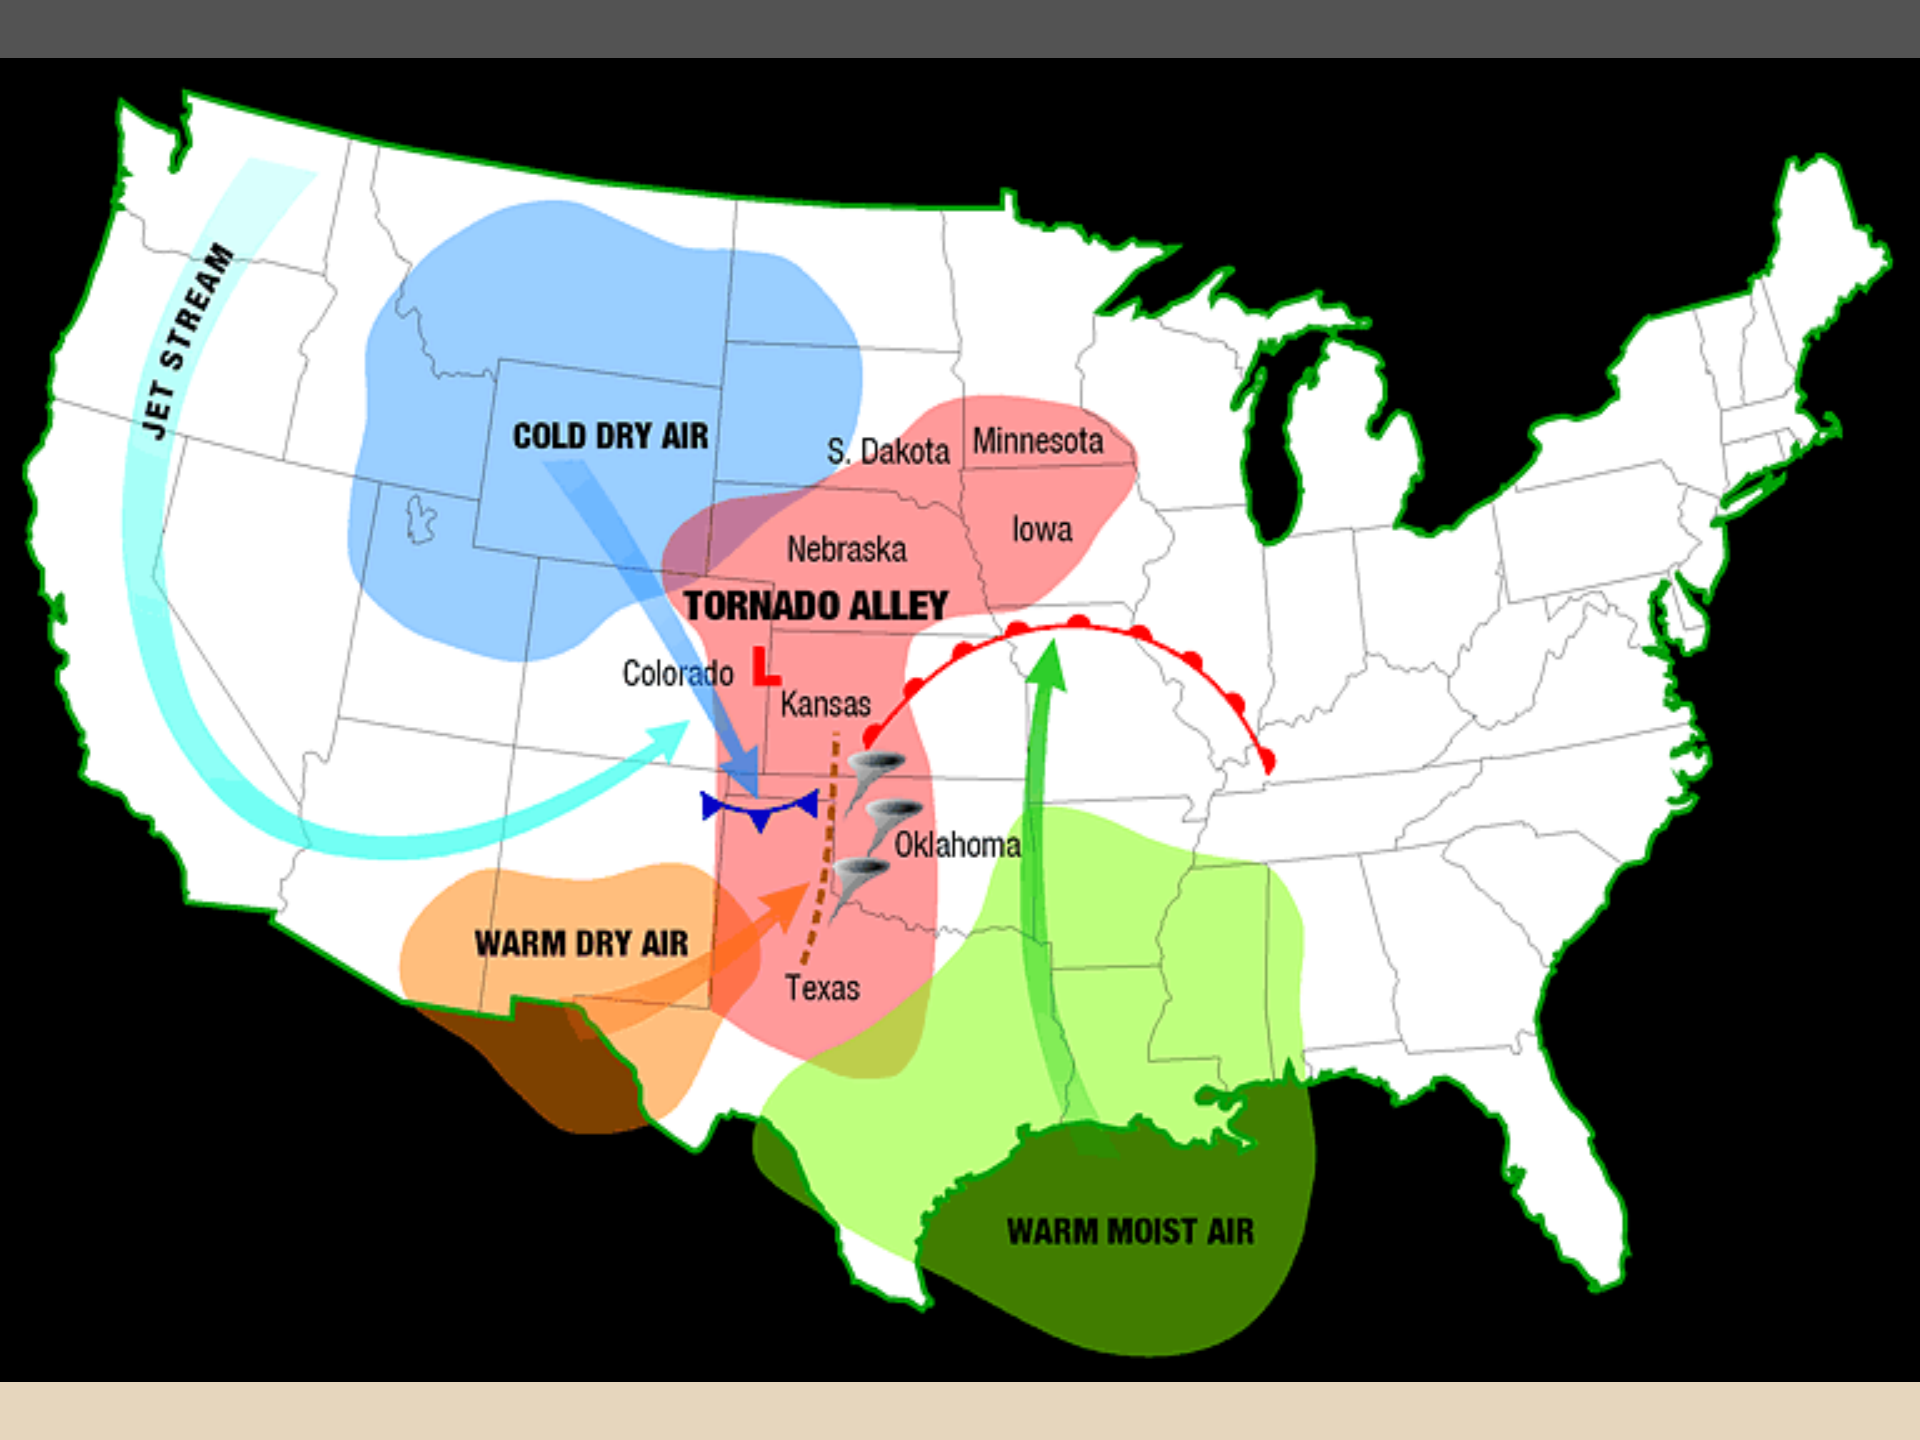 JET STREAM
COLD DRY AIR
S. Dakota
Minnesota
Nebraska
Iowa
TORNADO ALLEY
Colorado
L
Kansas
Oklahoma
WARM DRY AIR
Texas
WARM MOIST AIR